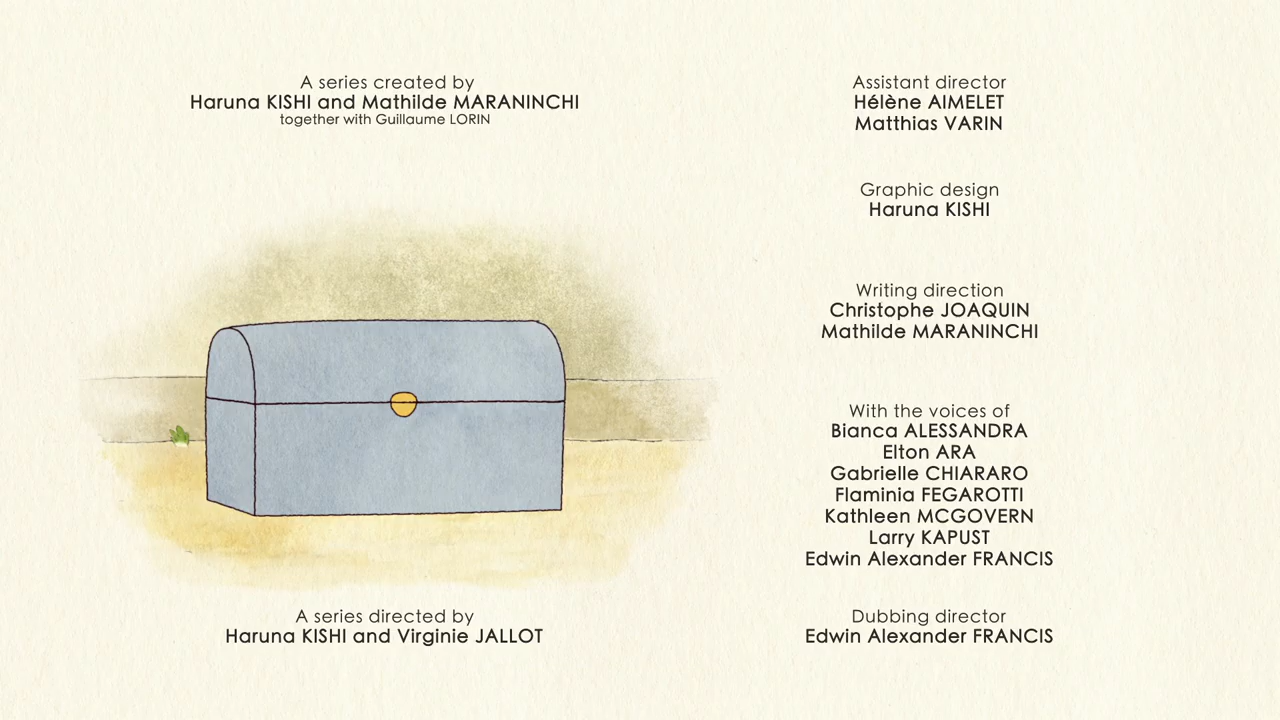 A series created by
Haruna KISHI and Mathilde MARANINCHI
together with Guillaume LORIN
A series directed by
Haruna KISHI and Virginie JALLOT
Assistant director
Hélène AIMELET
Matthias VARIN
Graphic design
Haruna KISHI
Writing direction
Christophe JOAQUIN
Mathilde MARANINCHI
With the voices of
Bianca ALESSANDRA
Elton ARA
Gabrielle CHIARARO
Flaminia FEGAROTTI
Kathleen MCGOVERN
Larry KAPUST
Edwin Alexander FRANCIS
Dubbing director
Edwin Alexander FRANCIS